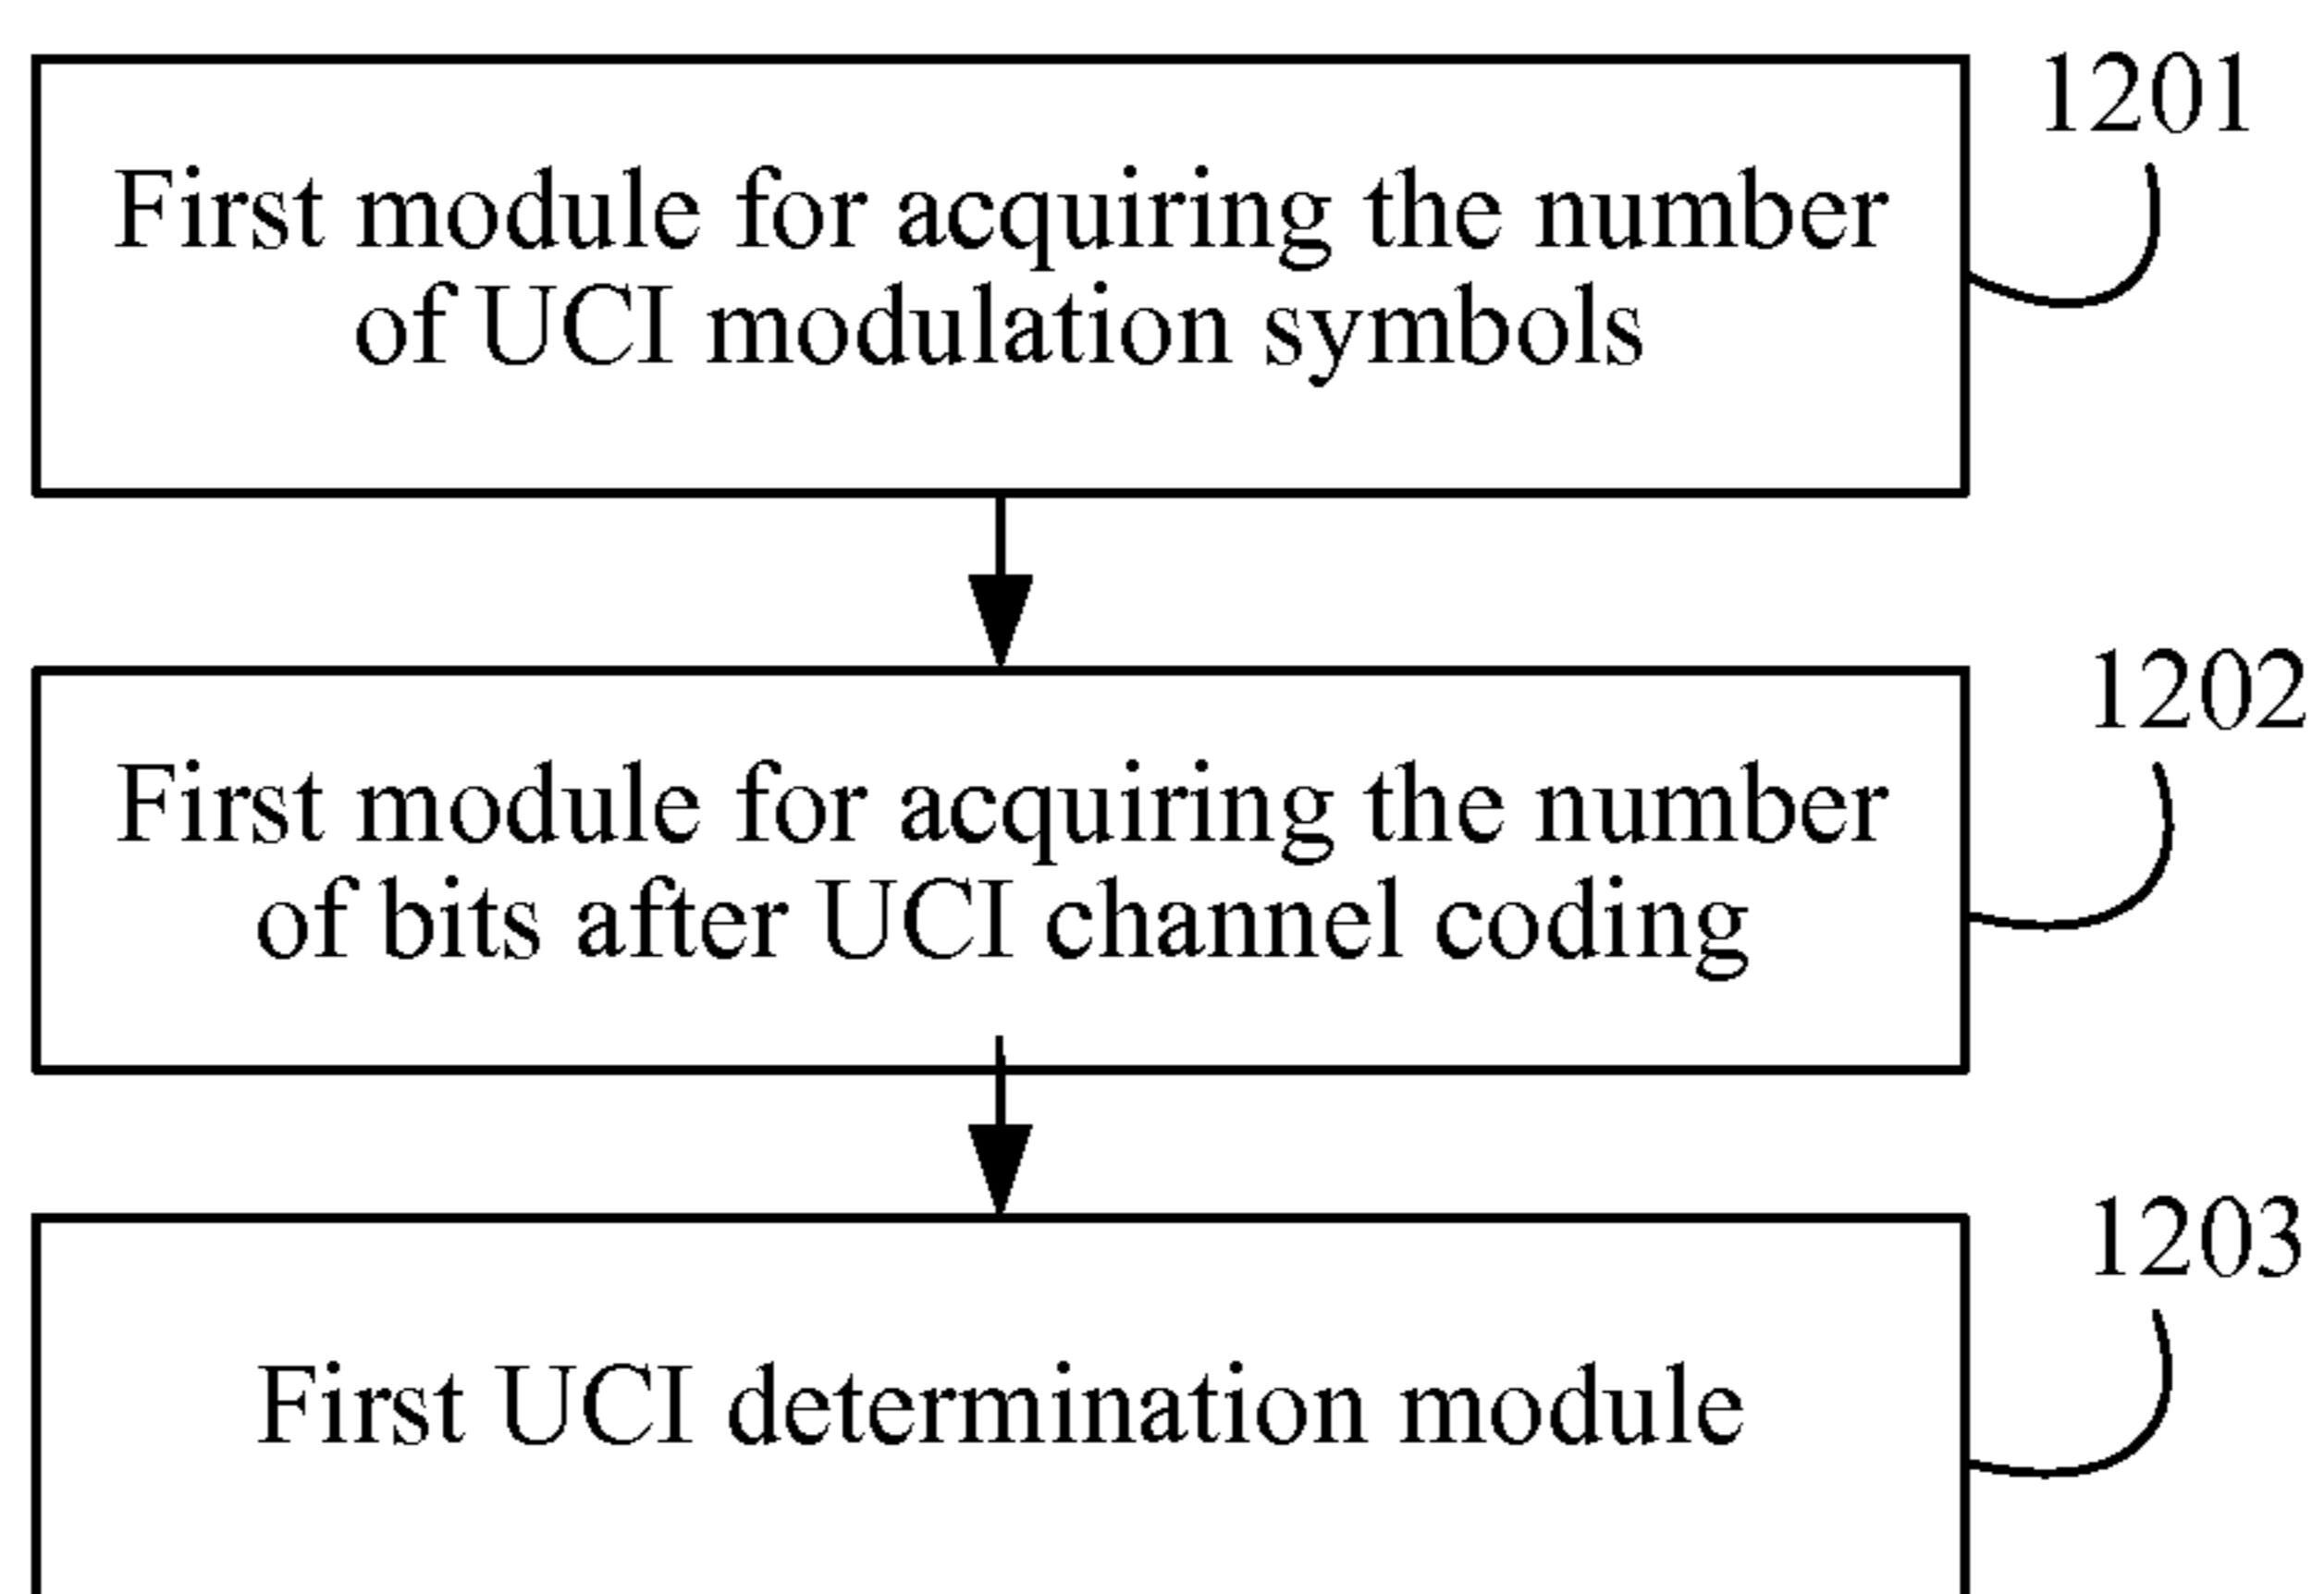 1201
First module for acquiring the number
of UCI modulation symbols
1202
First module for acquiring the number
of bits after UCI channel coding
1203
First UCI determination module